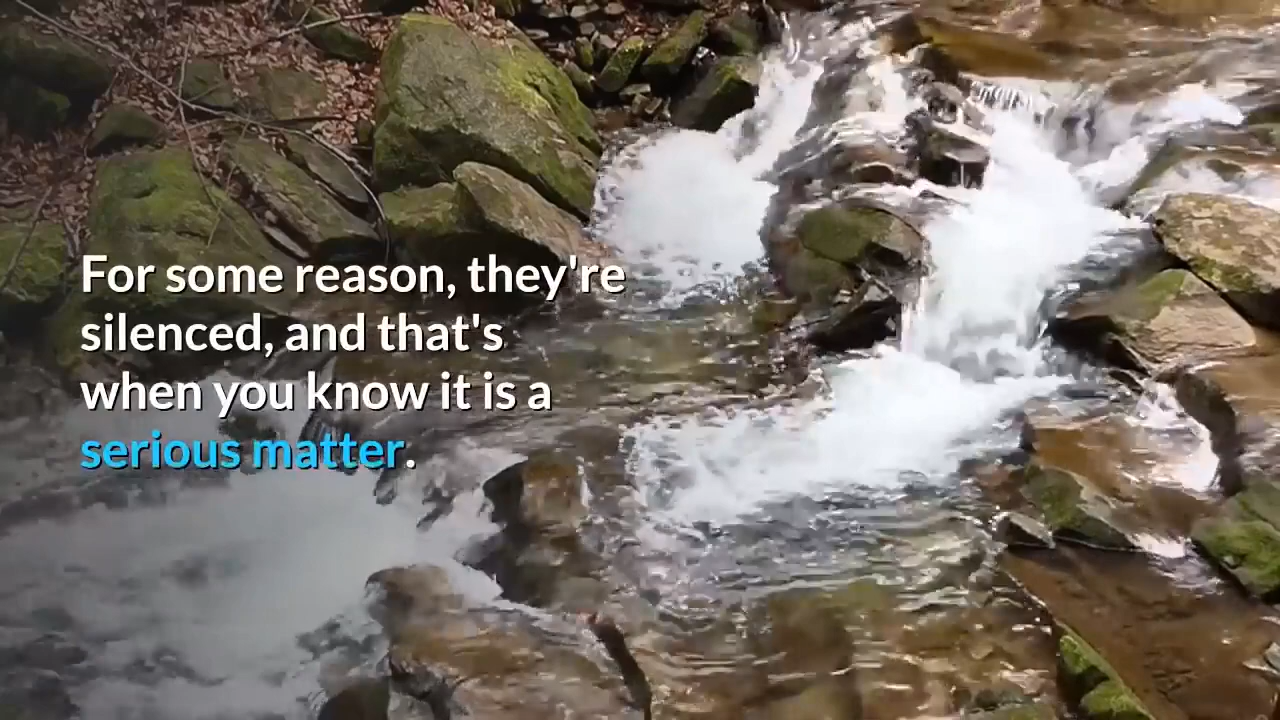 For some reason, they're
silenced, and that's
when you know it is a
serious matter.